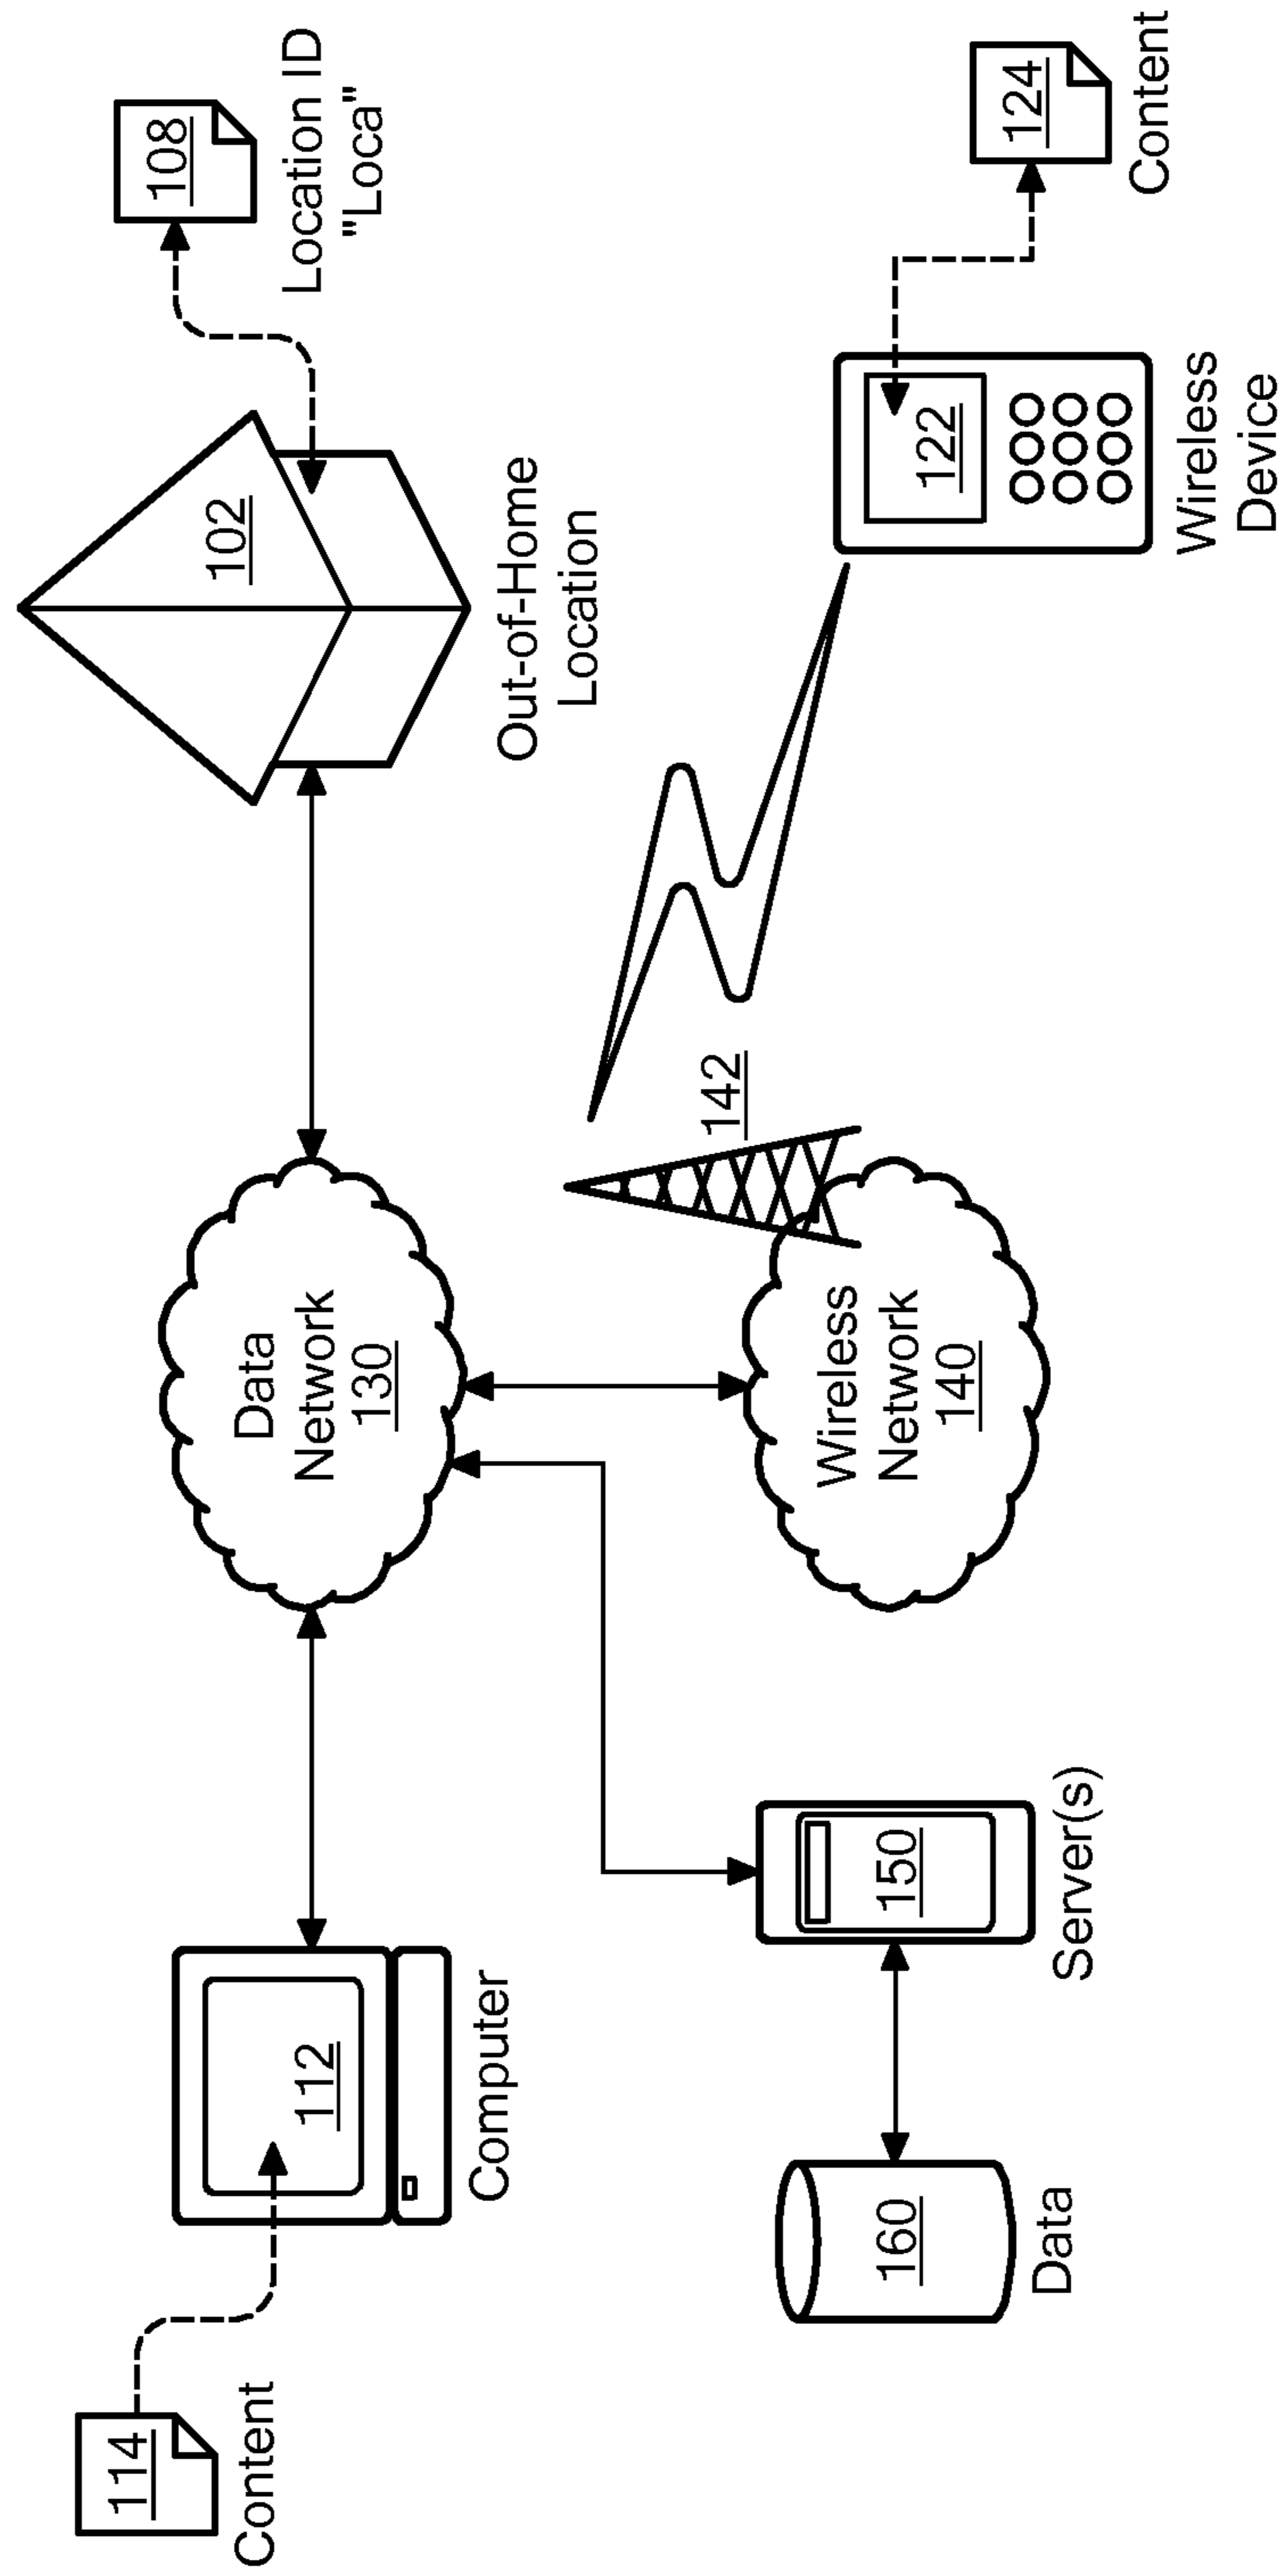 114
Content
112
Computer
Data
Network
130
102
Out-of-Home
Location
108
Location ID
"Loca"
160
Data
150
Server(s)
Wireless
Network
140
142
122
Wireless
Device
124
Content